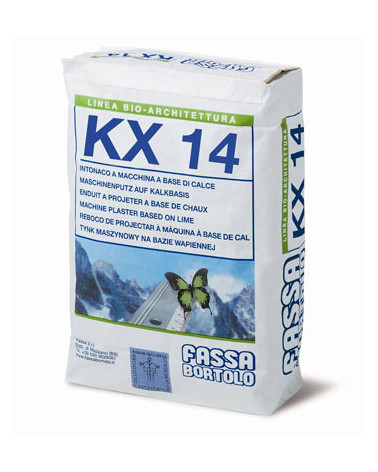 LINEA BIO-ARCHITETTURA
KX 14
INTONACO A MACCHINA A BASE DI CALCE
MASCHINENPUTZ AUF KALKBASIS
ENDUIT A PROJETER A BASE DE CHAUX
MACHINE PLASTER BASED ON LIME
REBOCO DE PROJECTAR À MÁQUINA À BASE DE CAL
TYNK MASZYNOWY NA BAZIE WAPIENNEJ
FASSA
BORTOLO
LINEA BIO-ARCHITETTURA
KX 14
FASSA
BORTOLO